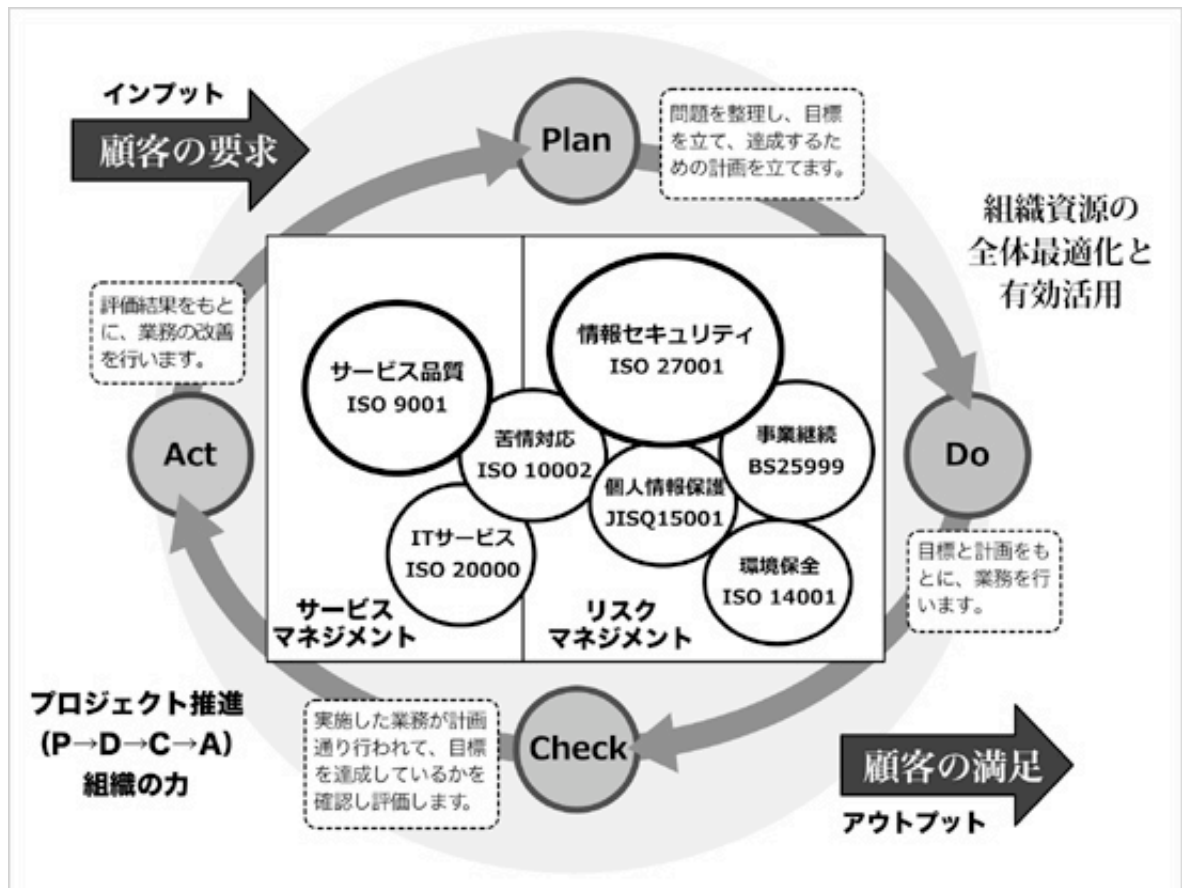 インプット
顧客の要求
Plan
問題を整理し、目標
を立て、達成するた
めの計画を立てます。
組織資源の
全体最適化と
有効活用
評価結果をもと
に、業務の改善
を行います。
Act
サービス品質
ISO 9001
苦情対応
ISO 10002
ITサービス
ISO 20000
サービス
マネジメント
情報セキュリティ
ISO 27001
事業継続
BS25999
個人情報保護
JISQ15001
環境保全
ISO 14001
リスク
マネジメント
Do
目標と計画をも
とに、業務を行
います。
プロジェクト推進
（P→D→C→A）
組織の力
実施した業務が計画
通り行われて、目標
を達成しているかを
確認し評価します。
Check
顧客の満足
アウトプット